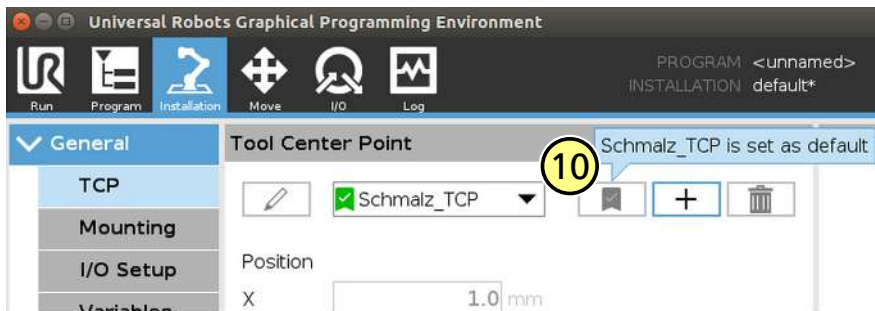 Universal Robots Graphical Programming Environment
PROGRAM <unnamed>
INSTALLATION default*
Run Program Installation Move I/O Log
General
Tool Center Point
10
Schmalz_TCP is set as default
TCP
Schmalz_TCP
Mounting
I/O Setup
Position
Variables
X 1.0 mm